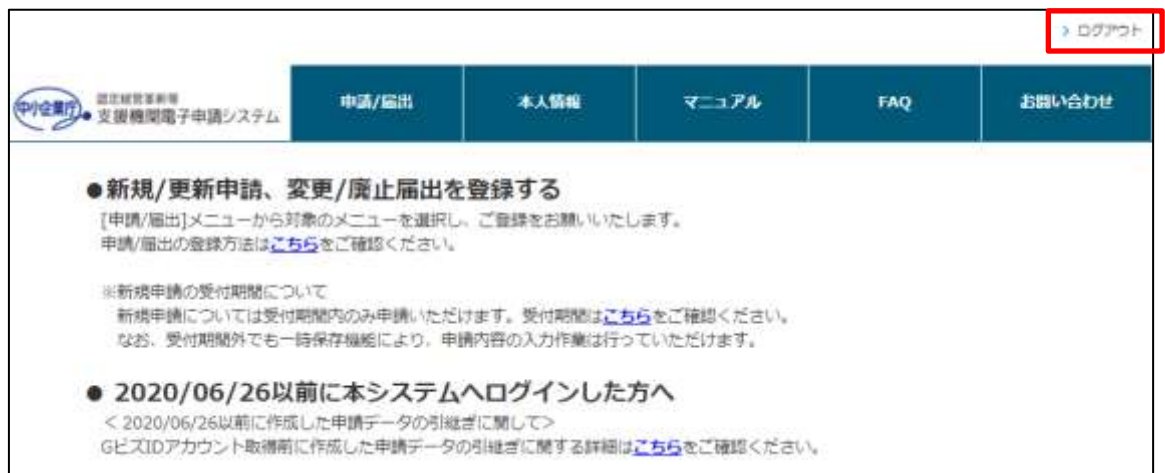 > ログアウト
中小企業庁
認定経営革新等
支援機関電子申請システム
申請/届出
本人情報
マニュアル
FAQ
お問い合わせ
●新規/更新申請、変更/廃止届出を登録する
[申請/届出]メニューから対象のメニューを選択し、ご登録をお願いいたします。
申請/届出の登録方法はこちらをご確認ください。
※新規申請の受付期間について
新規申請については受付期間内のみ申請いただけます。受付期間はこちらをご確認ください。
なお、受付期間外でも一時保存機能により、申請内容の入力作業は行っていただけます。
● 2020/06/26以前に本システムへログインした方へ
＜2020/06/26以前に作成した申請データの引継ぎに関して＞
GビズIDアカウント取得前に作成した申請データの引継ぎに関する詳細はこちらをご確認ください。